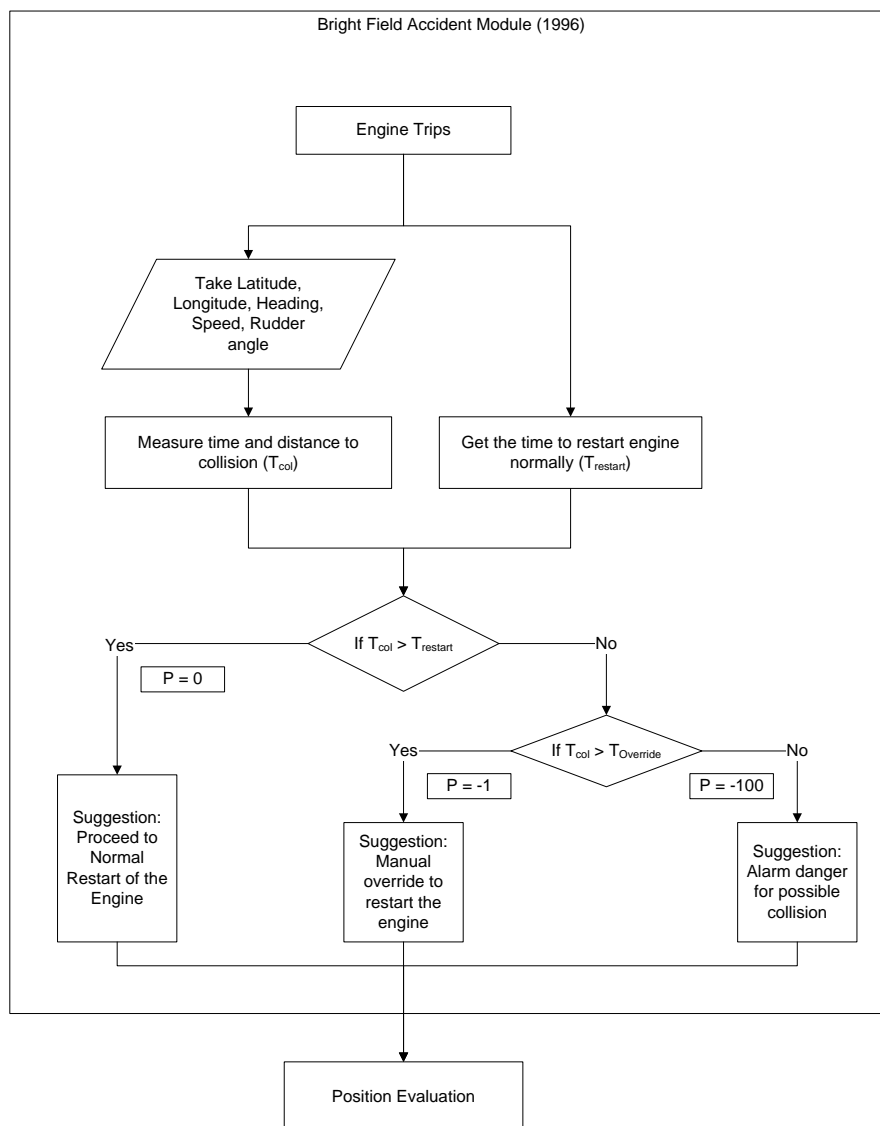 Bright Field Accident Module (1996)
Engine Trips
Take Latitude,
Longitude, Heading,
Speed, Rudder
angle
Measure time and distance to
collision (Tcol)
Get the time to restart engine
normally (Trestart)
If Tcol > Trestart
Yes
No
P = 0
If Tcol > TOverride
Yes
No
P = -1
P = -100
Suggestion:
Proceed to
Normal
Restart of the
Engine
Suggestion:
Manual
override to
restart the
engine
Suggestion:
Alarm danger
for possible
collision
Position Evaluation